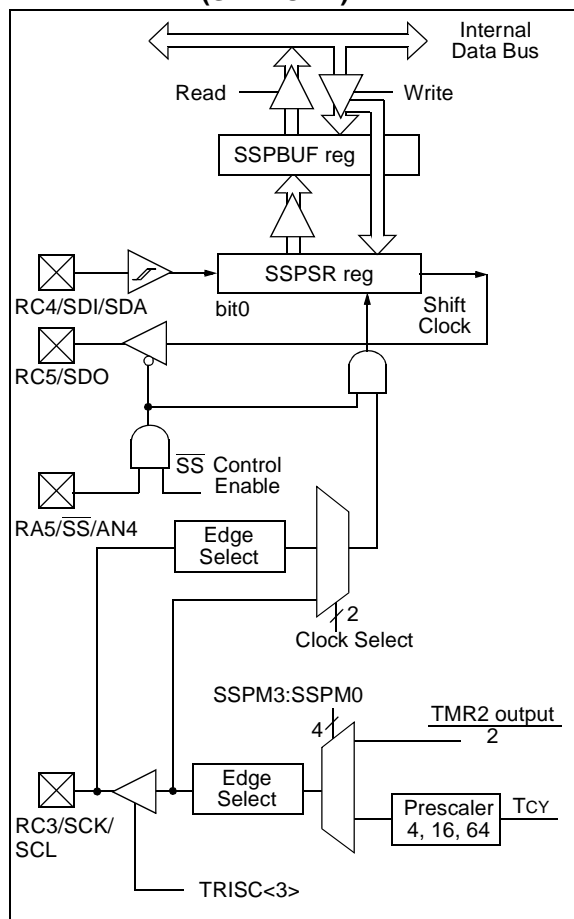 Internal
Data Bus
Read
Write
SSPBUF reg
SSPSR reg
RC4/SDI/SDA
bit0
Shift
Clock
RC5/SDO
SS Control
Enable
RA5/SS/AN4
Edge
Select
2
Clock Select
SSPM3:SSPM0
4
TMR2 output
2
Edge
Select
Prescaler
4, 16, 64
TCY
RC3/SCK/
SCL
TRISC<3>